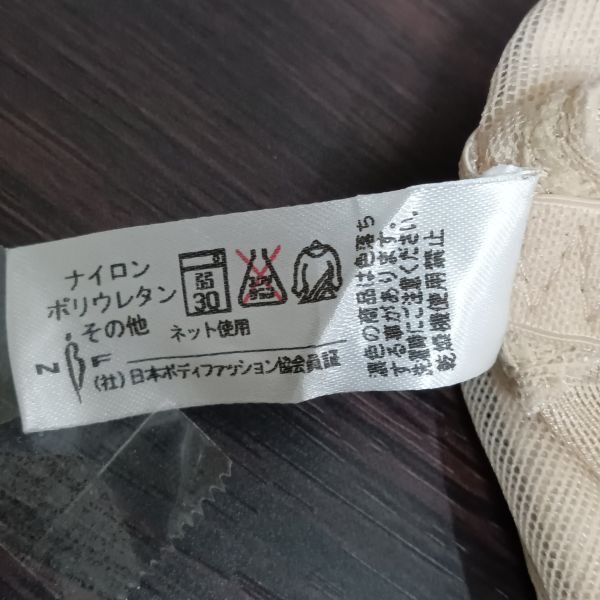 ナイロン
ポリウレタン
その他
弱
30
ネット使用
NBF
(社)日本ボディファッション協会員証
濃色の商品は色落ち
する事があります。
洗濯時にご注意ください。
乾燥機使用禁止